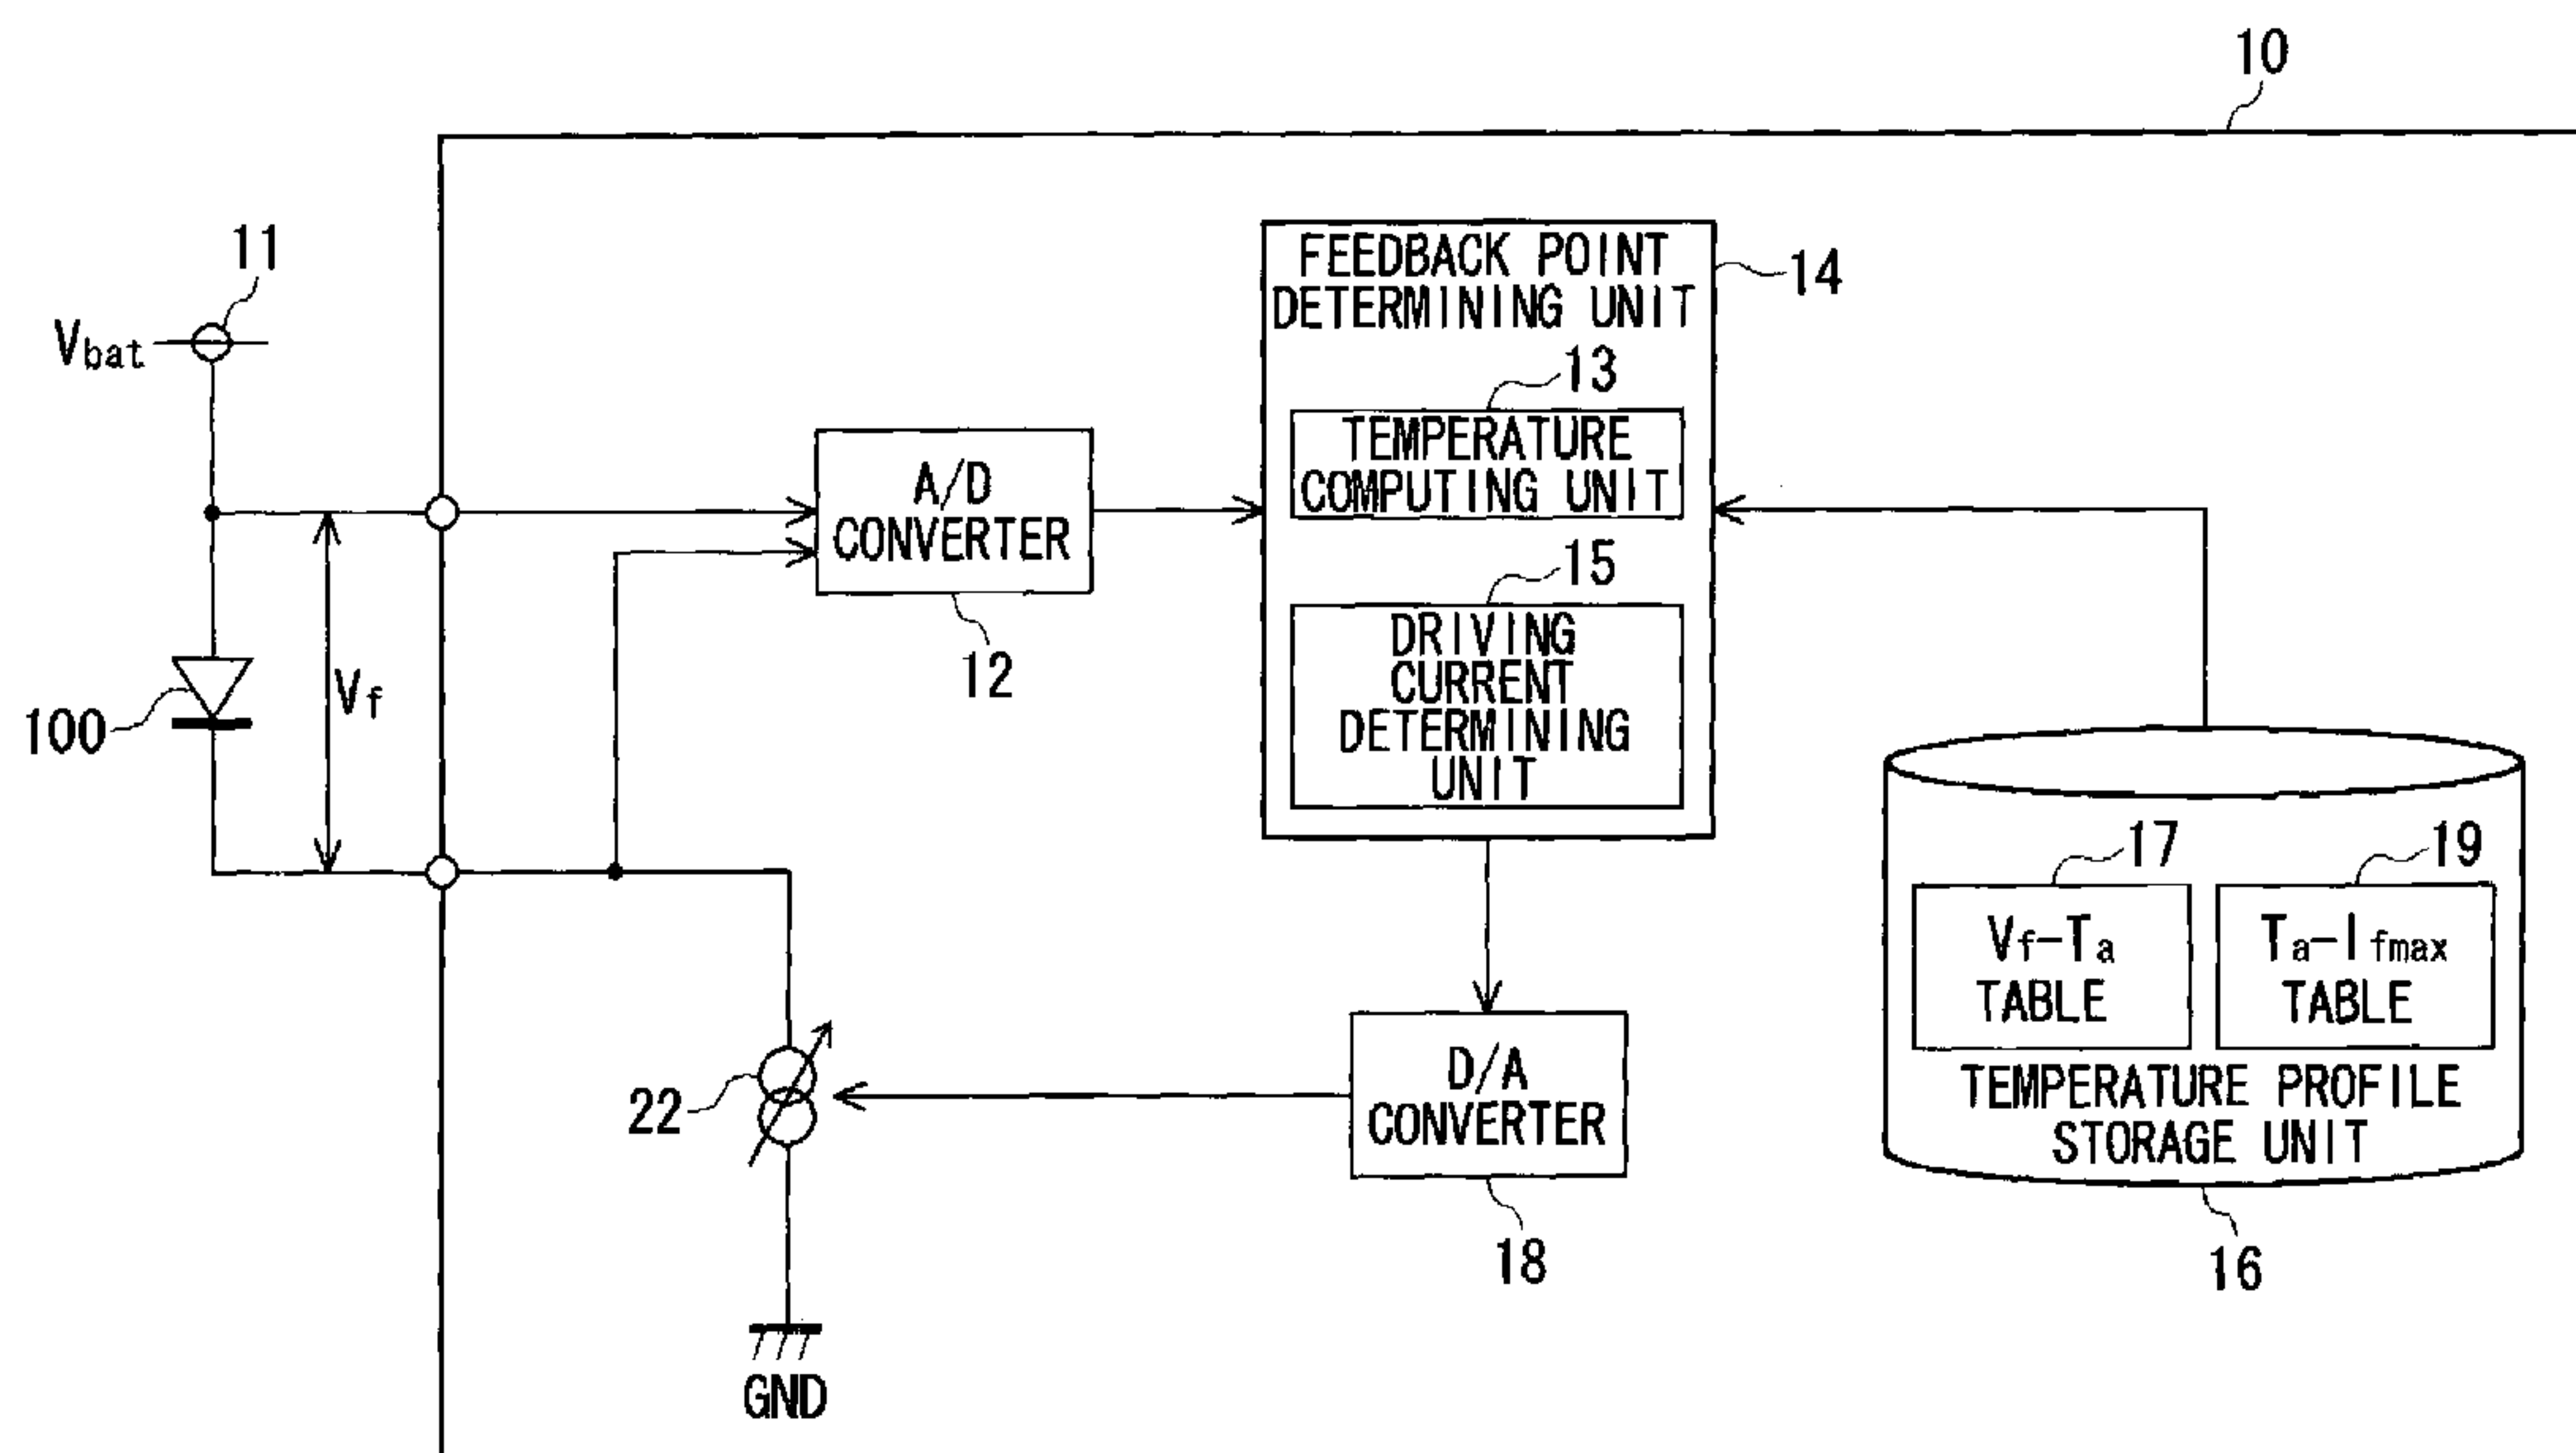 10
11
Vbat
FEEDBACK POINT
DETERMINING UNIT
14
13
TEMPERATURE
COMPUTING UNIT
A/D
CONVERTER
12
15
DRIVING
CURRENT
DETERMINING
UNIT
100
Vf
17
19
Vf-Ta
TABLE
Ta-Ifmax
TABLE
TEMPERATURE PROFILE
STORAGE UNIT
16
22
D/A
CONVERTER
18
GND